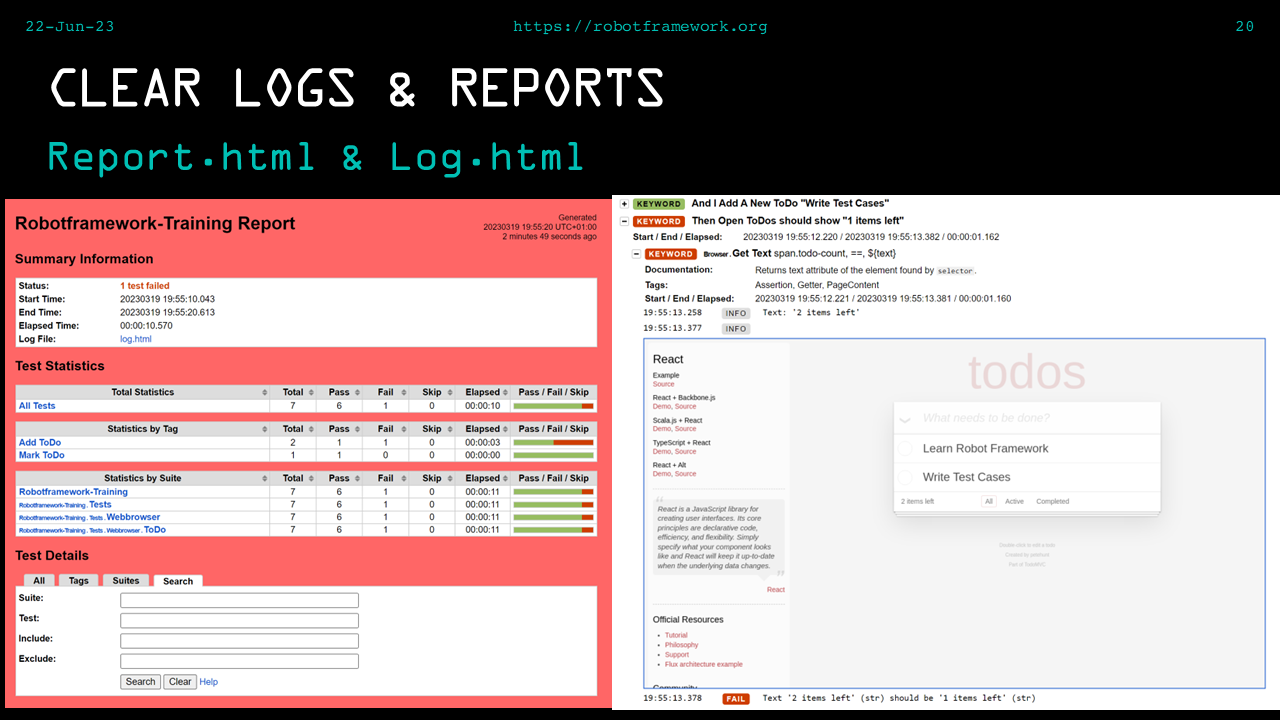 22-Jun-23 https://robotframework.org 20
CLEAR LOGS & REPORTS
Report.html & Log.html
Robotframework-Training Report
Generated
20230319 19:55:20 UTC+01:00
2 minutes 49 seconds ago
Summary Information
Status: 1 test failed
Start Time: 20230319 19:55:10.043
End Time: 20230319 19:55:20.613
Elapsed Time: 00:00:10.570
Log File: log.html
Test Statistics
Total Statistics Total Pass Fail Skip Elapsed Pass / Fail / Skip
All Tests 7 6 1 0 00:00:10
Statistics by Tag Total Pass Fail Skip Elapsed Pass / Fail / Skip
Add ToDo 2 1 1 0 00:00:03
Mark ToDo 1 1 0 0 00:00:00
Statistics by Suite Total Pass Fail Skip Elapsed Pass / Fail / Skip
Robotframework-Training 7 6 1 0 00:00:11
Robotframework-Training . Tests 7 6 1 0 00:00:11
Robotframework-Training . Tests . Webbrowser 7 6 1 0 00:00:11
Robotframework-Training . Tests . Webbrowser . ToDo 7 6 1 0 00:00:11
Test Details
All Tags Suites Search
Suite:
Test:
Include:
Exclude:
Search Clear Help
KEYWORD And I Add A New ToDo "Write Test Cases"
KEYWORD Then Open ToDos should show "1 items left"
Start / End / Elapsed: 20230319 19:55:12.220 / 20230319 19:55:13.382 / 00:00:01.162
KEYWORD Browser . Get Text span.todo-count, ==, ${text}
Documentation: Returns text attribute of the element found by selector.
Tags: Assertion, Getter, PageContent
Start / End / Elapsed: 20230319 19:55:12.221 / 20230319 19:55:13.381 / 00:00:01.160
19:55:13.258 INFO Text: '2 items left'
19:55:13.377 INFO
React
Example
Source
React + Backbone.js
Demo, Source
Scala.js + React
Demo, Source
TypeScript + React
Demo, Source
React + Alt
Demo, Source
React is a JavaScript library for
creating user interfaces. Its core
principles are declarative code,
efficiency, and flexibility. Simply
specify what your component looks
like and React will keep it up-to-date
when the underlying data changes.
React
Official Resources
Tutorial
Philosophy
Support
Flux architecture example
Community
todos
What needs to be done?
Learn Robot Framework
Write Test Cases
2 items left All Active Completed
Double-click to edit a todo
Created by petehunt
Part of TodoMVC
19:55:13.378 FAIL Text '2 items left' (str) should be '1 items left' (str)